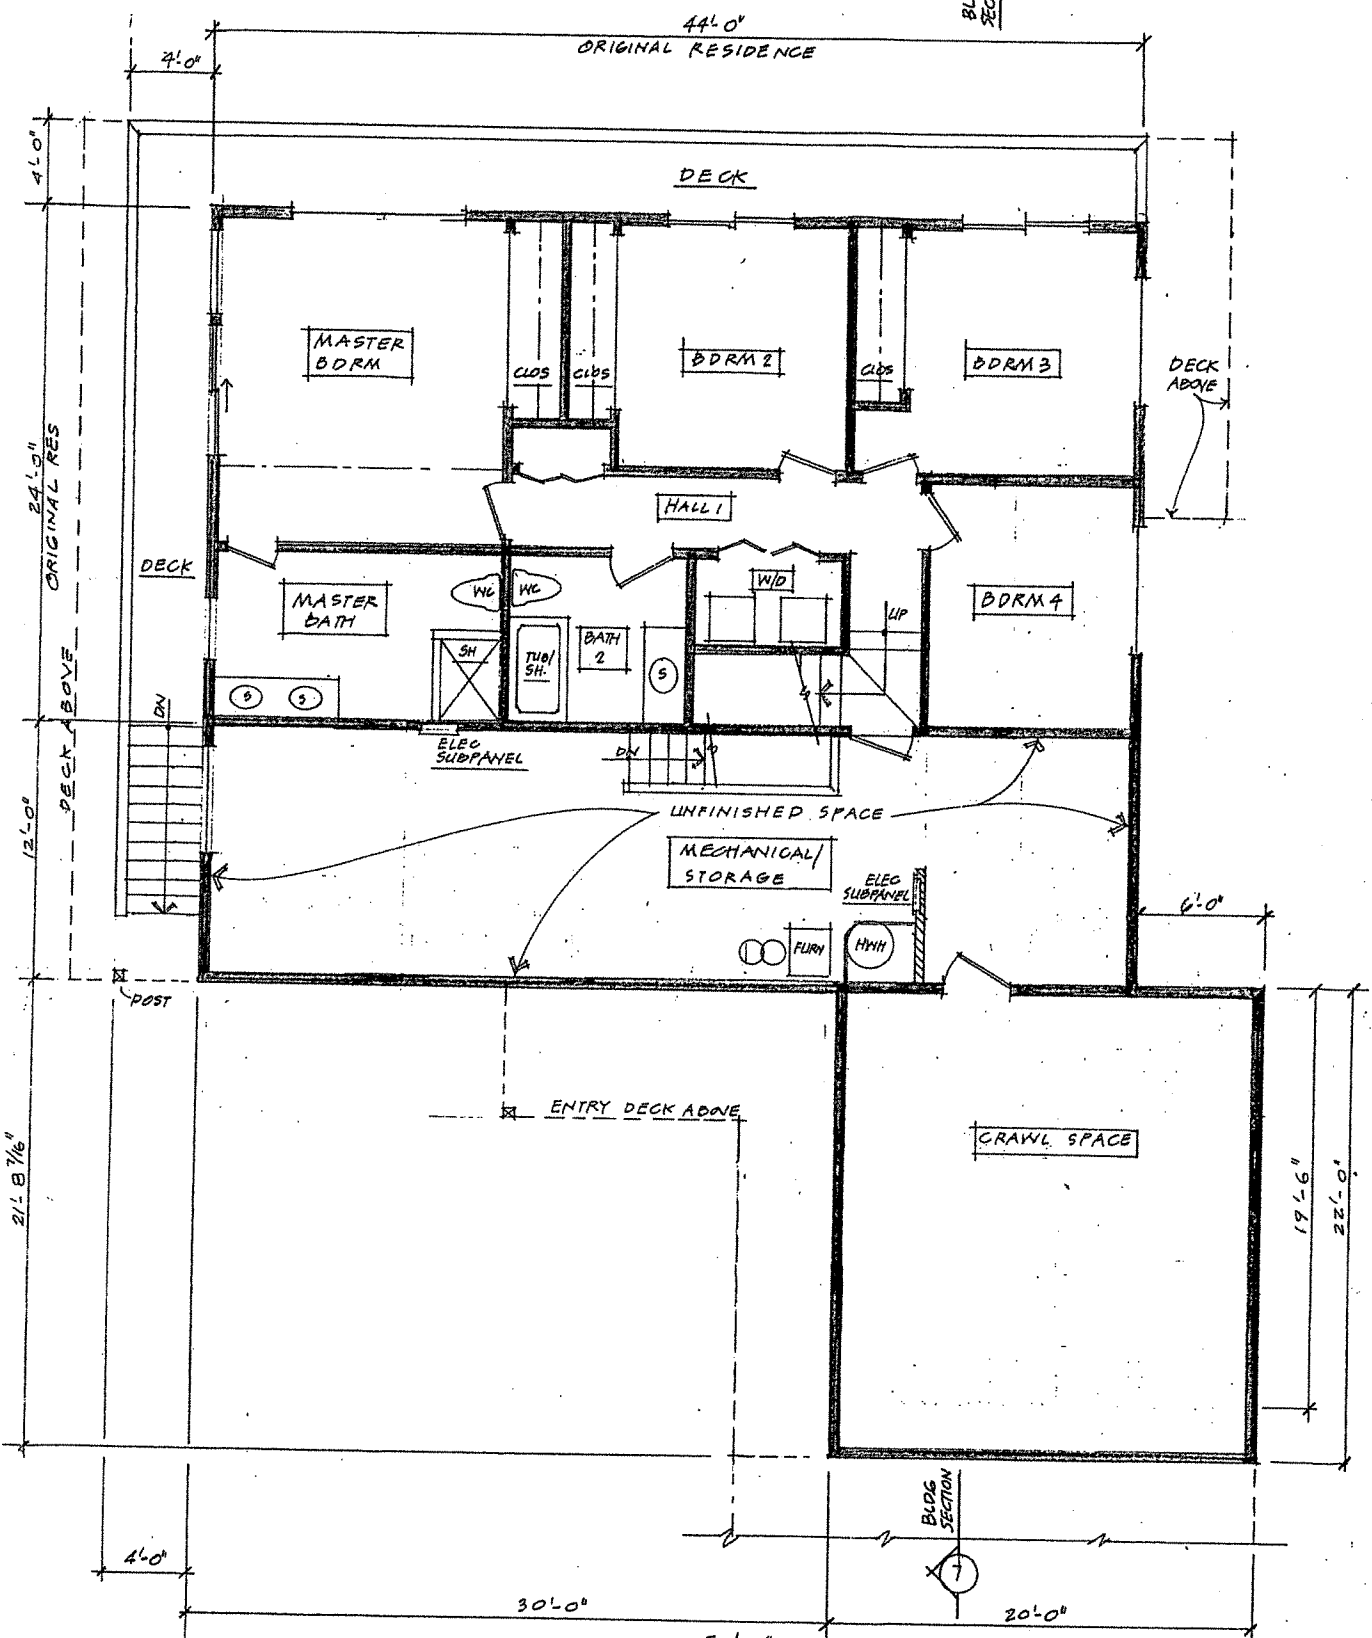 BLDG
SEC
44'-0"
ORIGINAL RESIDENCE
4'-0"
4'-0"
DECK
MASTER
BDRM
CLOS
CLOS
BDRM 2
CLOS
BDRM 3
DECK
ABOVE
24'-0"
ORIGINAL RES
HALL 1
DECK
MASTER
BATH
WC
WC
W/D
BDRM 4
UP
SH
TUB/
SH.
BATH
2
S
S
S
DN
DECK ABOVE
ELEC
SUBPANEL
DN
12'-0"
UNFINISHED SPACE
MECHANICAL/
STORAGE
ELEC
SUBPANEL
6'-0"
FURN
HWH
POST
ENTRY DECK ABOVE
CRAWL SPACE
21'-8 7/16"
19'-6"
22'-0"
BLDG
SECTION
7
4'-0"
30'-0"
20'-0"